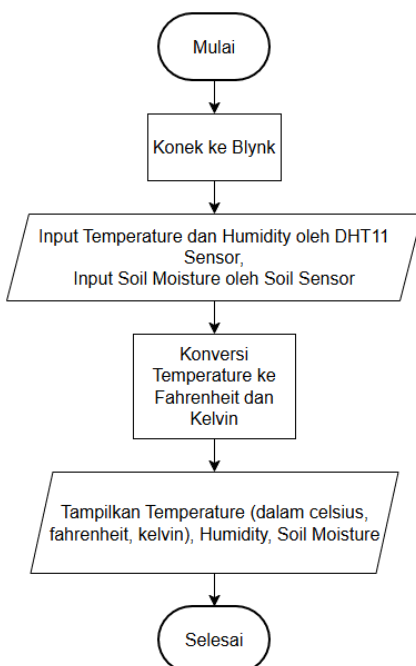 Mulai
Konek ke Blynk
Input Temperature dan Humidity oleh DHT11
Sensor,
Input Soil Moisture oleh Soil Sensor
Konversi
Temperature ke
Fahrenheit dan
Kelvin
Tampilkan Temperature (dalam celsius,
fahrenheit, kelvin), Humidity, Soil Moisture
Selesai